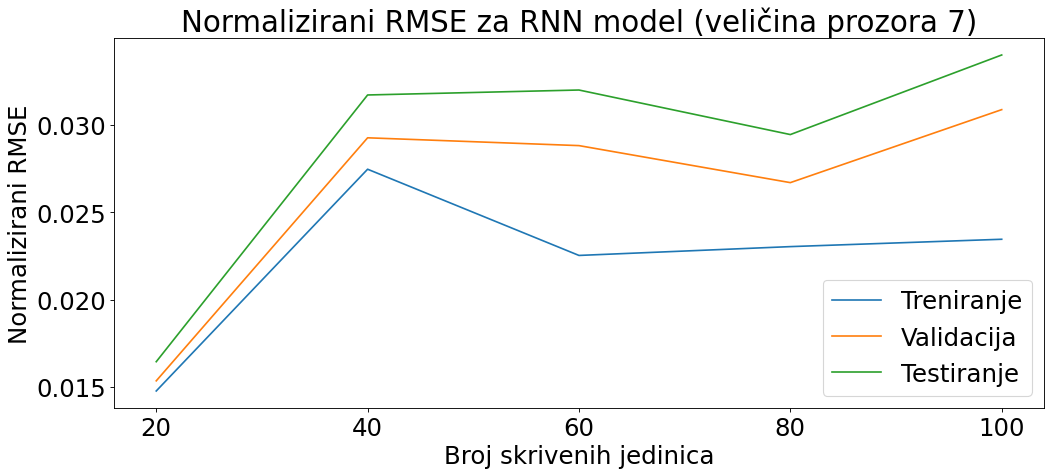 Normalizirani RMSE za RNN model (veličina prozora 7)
Normalizirani RMSE
0.030
0.025
0.020
0.015
20 40 60 80 100
Broj skrivenih jedinica
Treniranje
Validacija
Testiranje